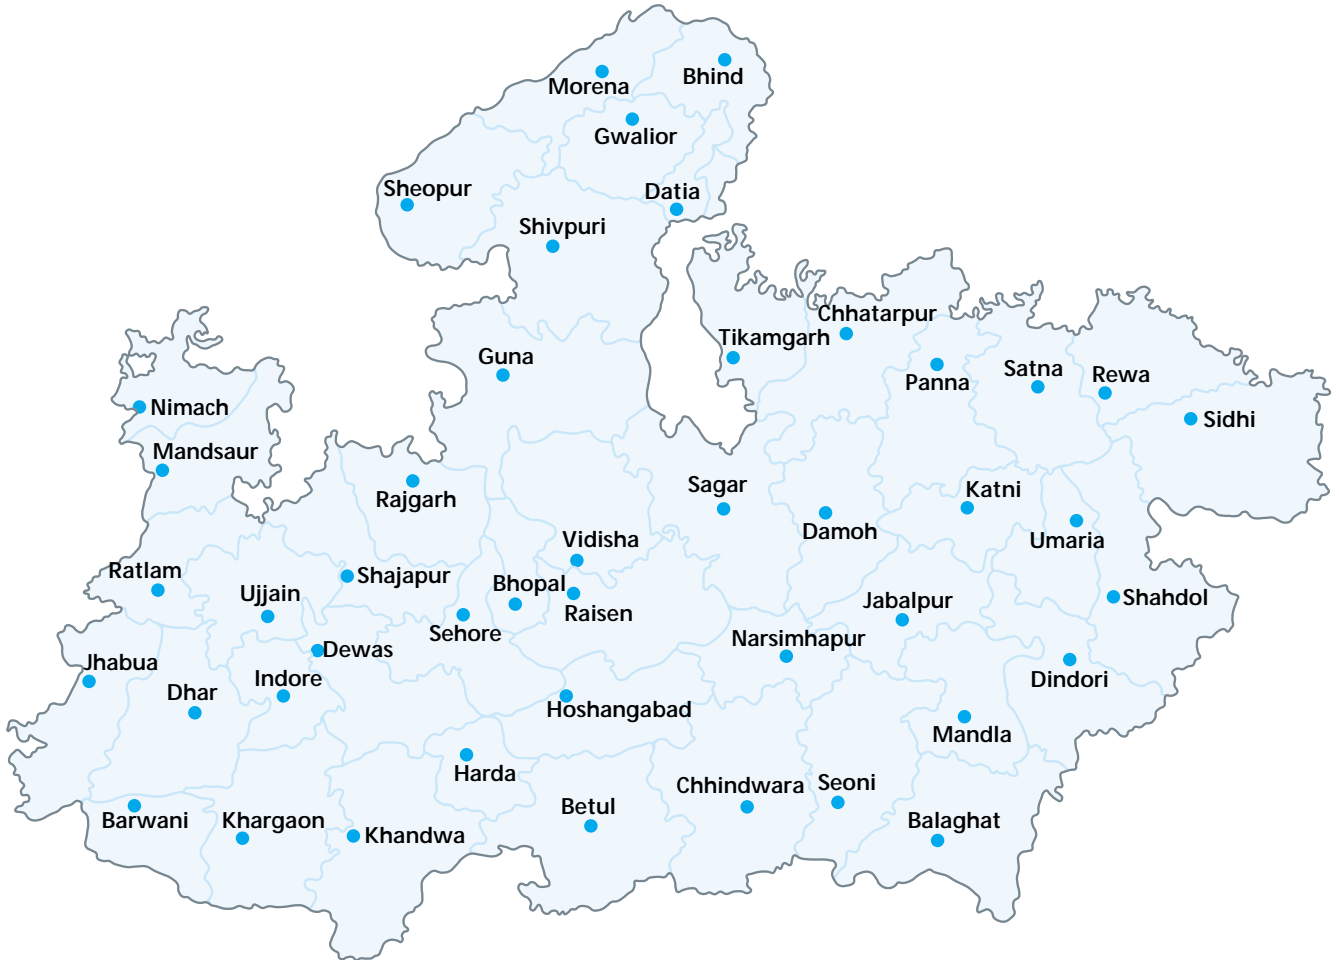 Bhind
Morena
Gwalior
Sheopur
Datia
Shivpuri
Chhatarpur
Tikamgarh
Guna
Satna
Rewa
Panna
Nimach
Sidhi
Mandsaur
Sagar
Katni
Rajgarh
Damoh
Vidisha
Umaria
Ratlam
Shajapur
Bhopal
Ujjain
Shahdol
Jabalpur
Raisen
Sehore
Narsimhapur
Dewas
Jhabua
Indore
Dindori
Dhar
Hoshangabad
Mandla
Harda
Chhindwara
Seoni
Betul
Barwani
Khargaon
Balaghat
Khandwa